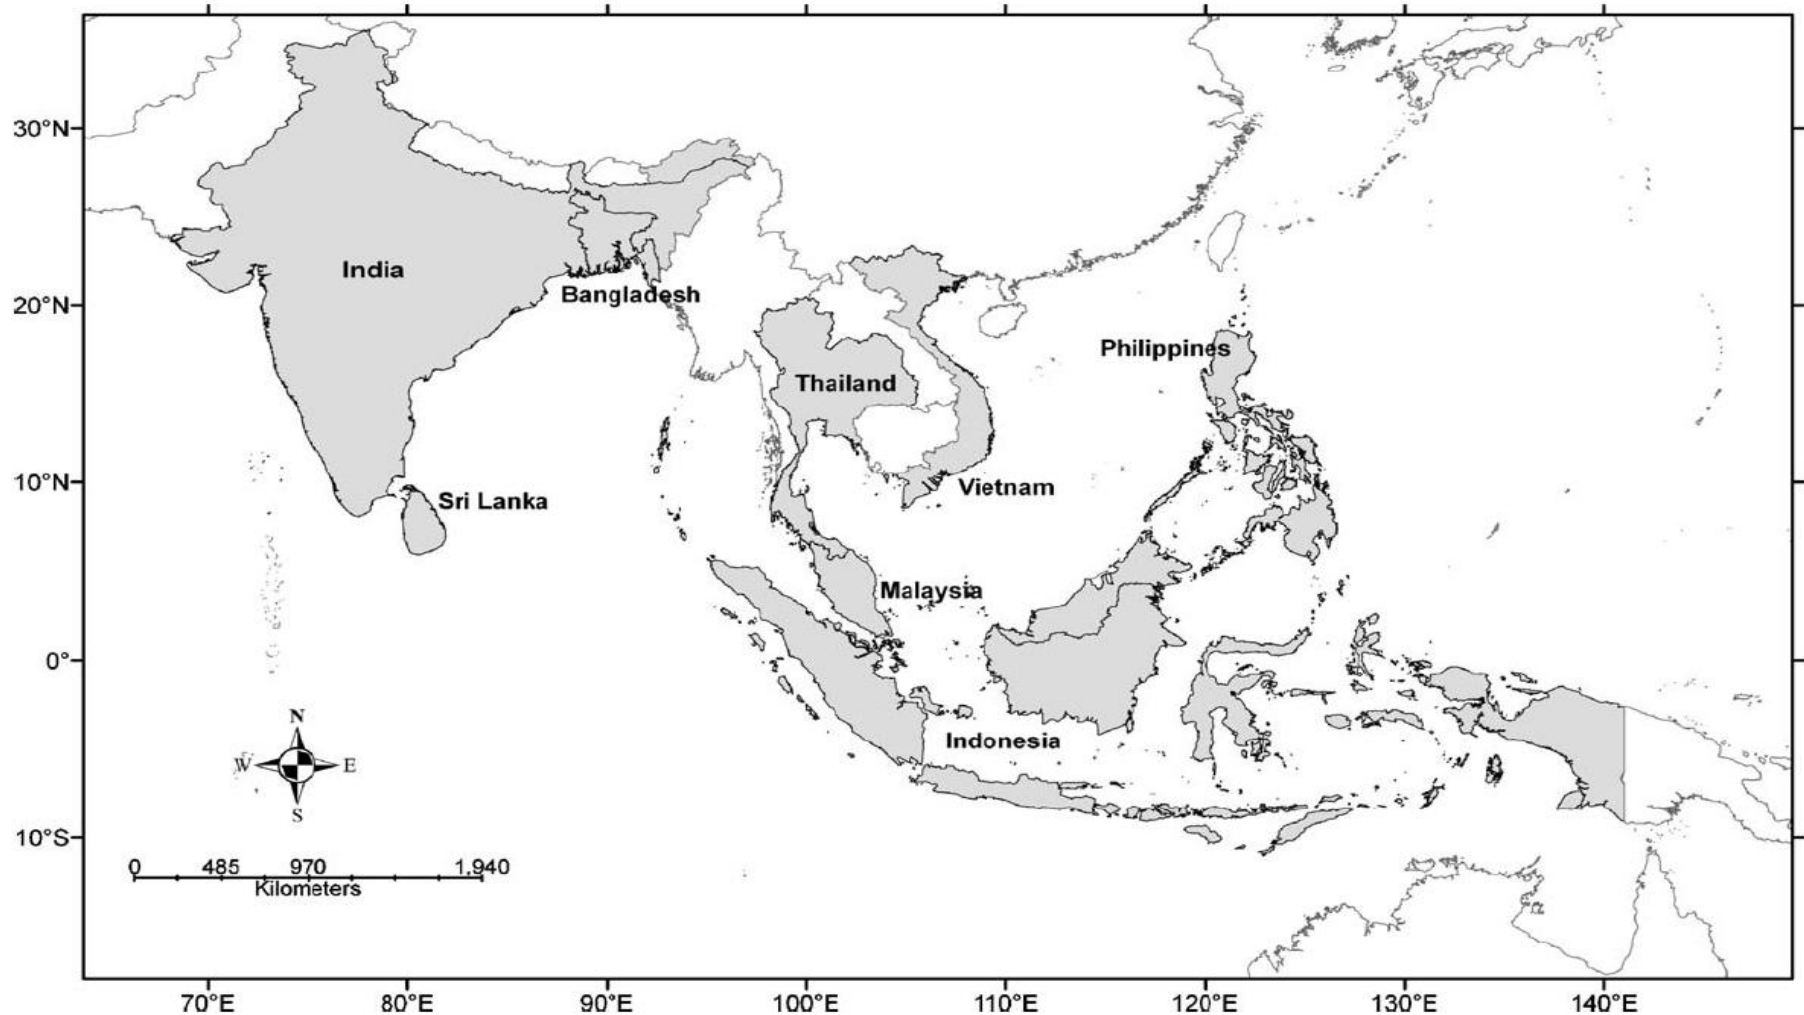 30°N
India
Bangladesh
20°N
Philippines
Thailand
10°N
Sri Lanka
Vietnam
Malaysia
0°
N
W E
S
Indonesia
10°S
0 485 970 1,940
Kilometers
70°E 80°E 90°E 100°E 110°E 120°E 130°E 140°E